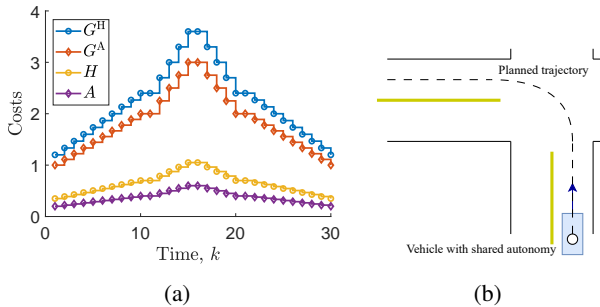 4
3
2
1
0
Costs
G^H
G^A
H
A
0
10
20
30
Time, k
(a)
Planned trajectory
Vehicle with shared autonomy
(b)